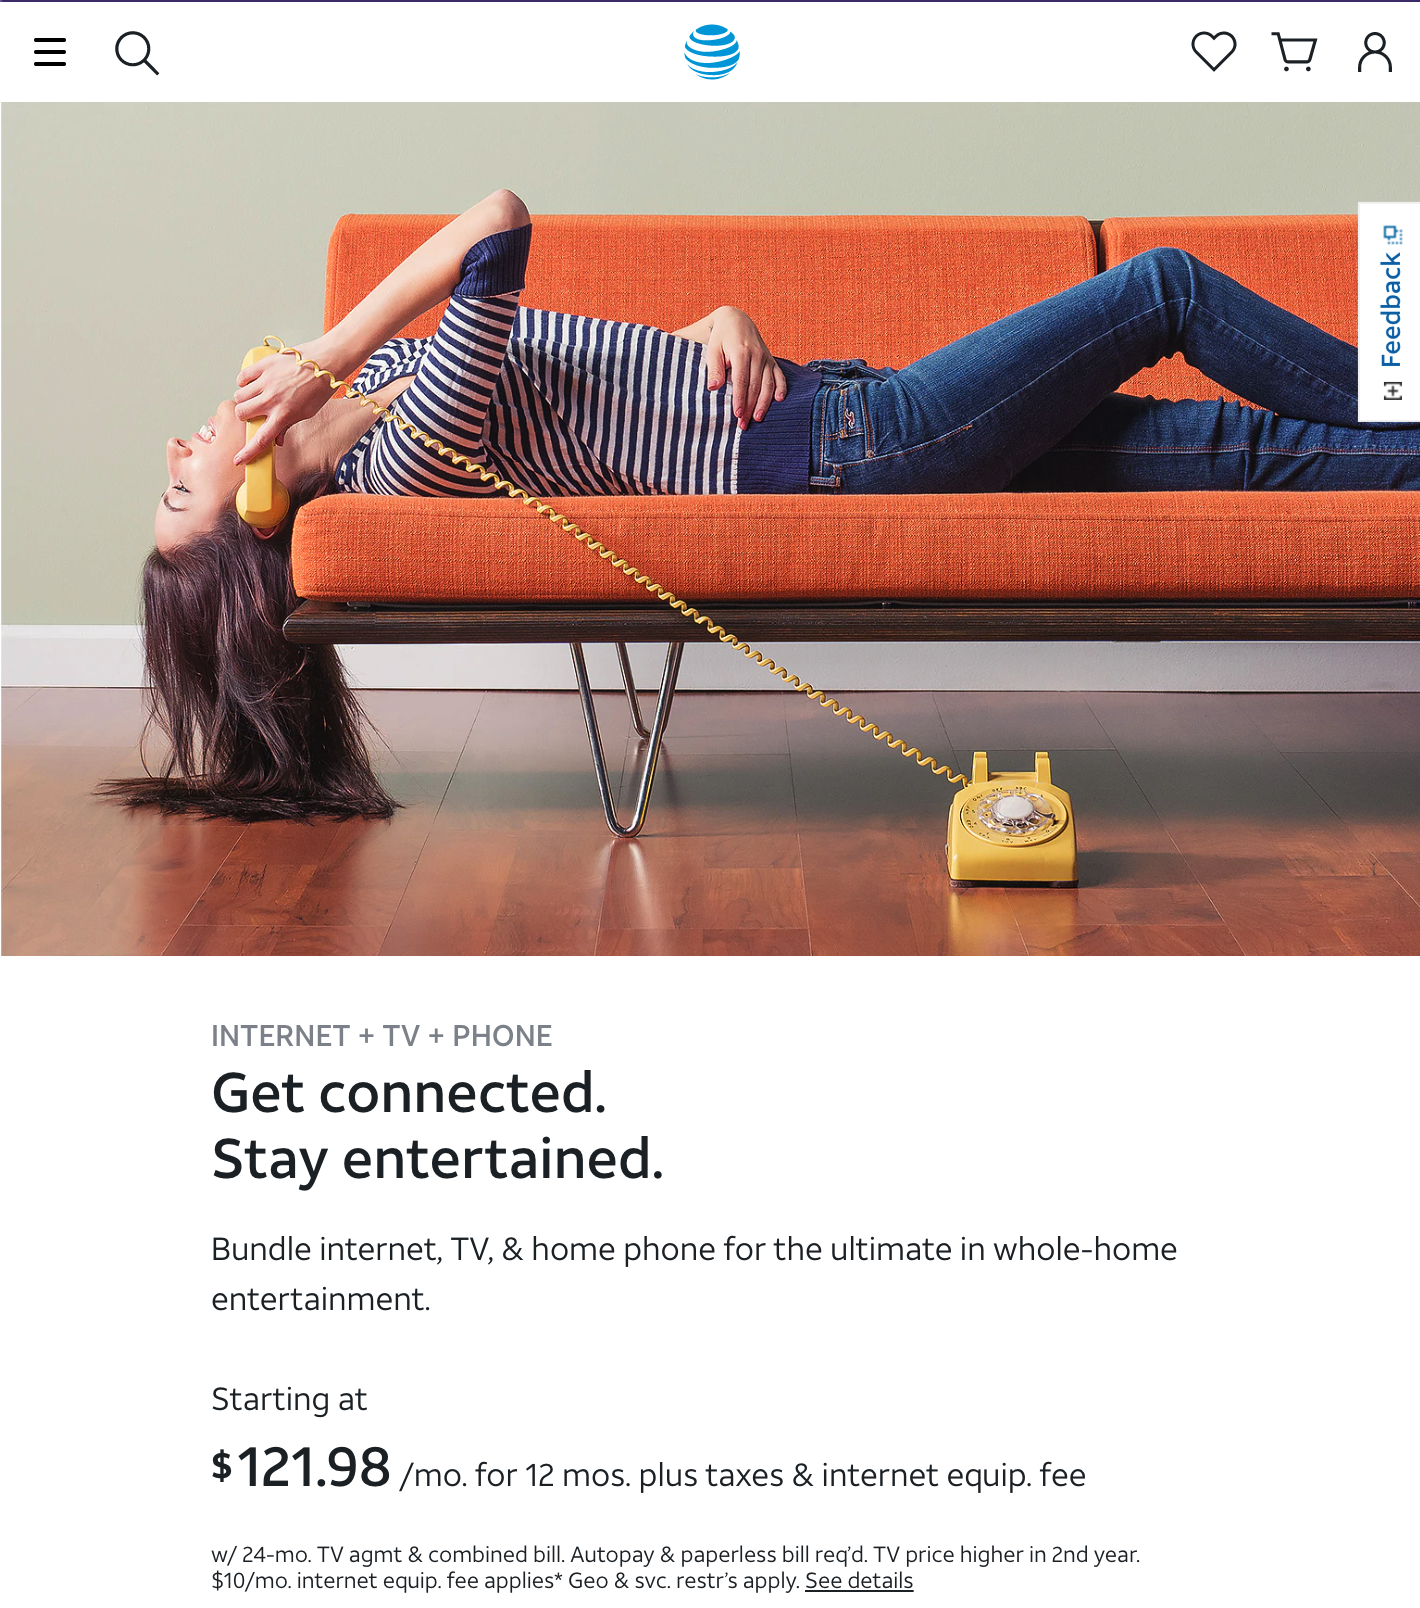 Feedback
INTERNET + TV + PHONE
Get connected.
Stay entertained.
Bundle internet, TV, & home phone for the ultimate in whole-home
entertainment.
Starting at
$121.98 /mo. for 12 mos. plus taxes & internet equip. fee
w/ 24-mo. TV agmt & combined bill. Autopay & paperless bill req’d. TV price higher in 2nd year.
$10/mo. internet equip. fee applies* Geo & svc. restr’s apply. See details